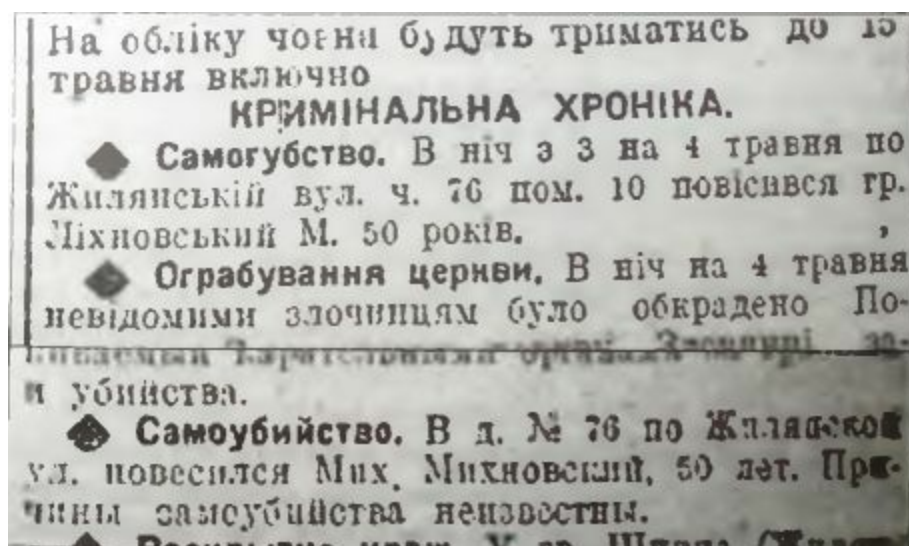 На обліку човни будуть триматись до 15
травня включно
КРИМІНАЛЬНА ХРОНІКА.
◆ Самогубство. В ніч з 3 на 4 травня по
Жилянській вул. ч. 76 пом. 10 повісився гр.
Ліхновський М. 50 років.
◆ Ограбування церкви. В ніч на 4 травня
невідомими злочинцям було обкрадено По-
и убийства.
◆ Самоубийство. В д. № 76 по Жилянской
ул. повесился Мих. Михновский, 50 лет. При-
чины самоубийства неизвестны.